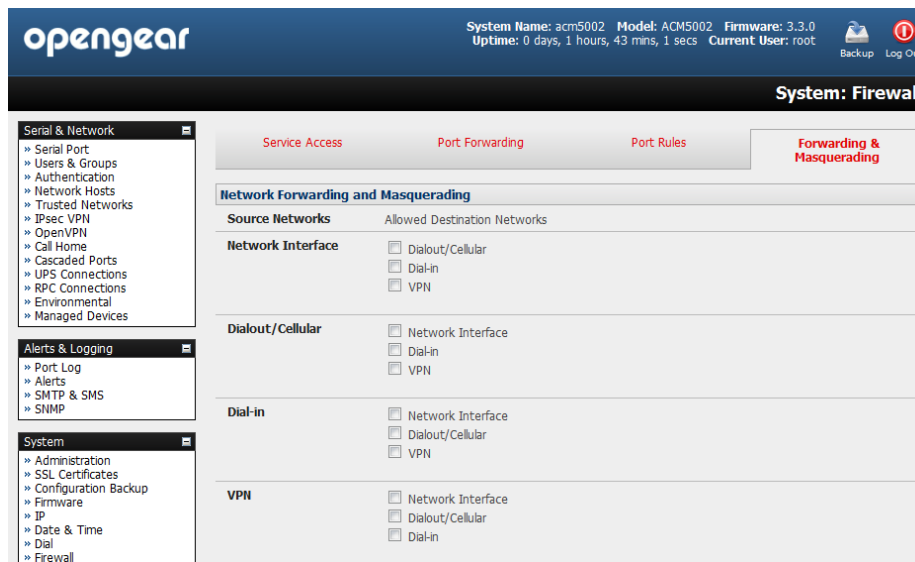 opengear
System Name: acm5002 Model: ACM5002 Firmware: 3.3.0
Uptime: 0 days, 1 hours, 43 mins, 1 secs Current User: root
Backup
Log O
System: Firewal
Serial & Network
» Serial Port
» Users & Groups
» Authentication
» Network Hosts
» Trusted Networks
» IPsec VPN
» OpenVPN
» Call Home
» Cascaded Ports
» UPS Connections
» RPC Connections
» Environmental
» Managed Devices
Alerts & Logging
» Port Log
» Alerts
» SMTP & SMS
» SNMP
System
» Administration
» SSL Certificates
» Configuration Backup
» Firmware
» IP
» Date & Time
» Dial
» Firewall
Service Access
Port Forwarding
Port Rules
Forwarding &
Masquerading
Network Forwarding and Masquerading
Source Networks Allowed Destination Networks
Network Interface
Dialout/Cellular
Dial-in
VPN
Dialout/Cellular
Network Interface
Dial-in
VPN
Dial-in
Network Interface
Dialout/Cellular
VPN
VPN
Network Interface
Dialout/Cellular
Dial-in